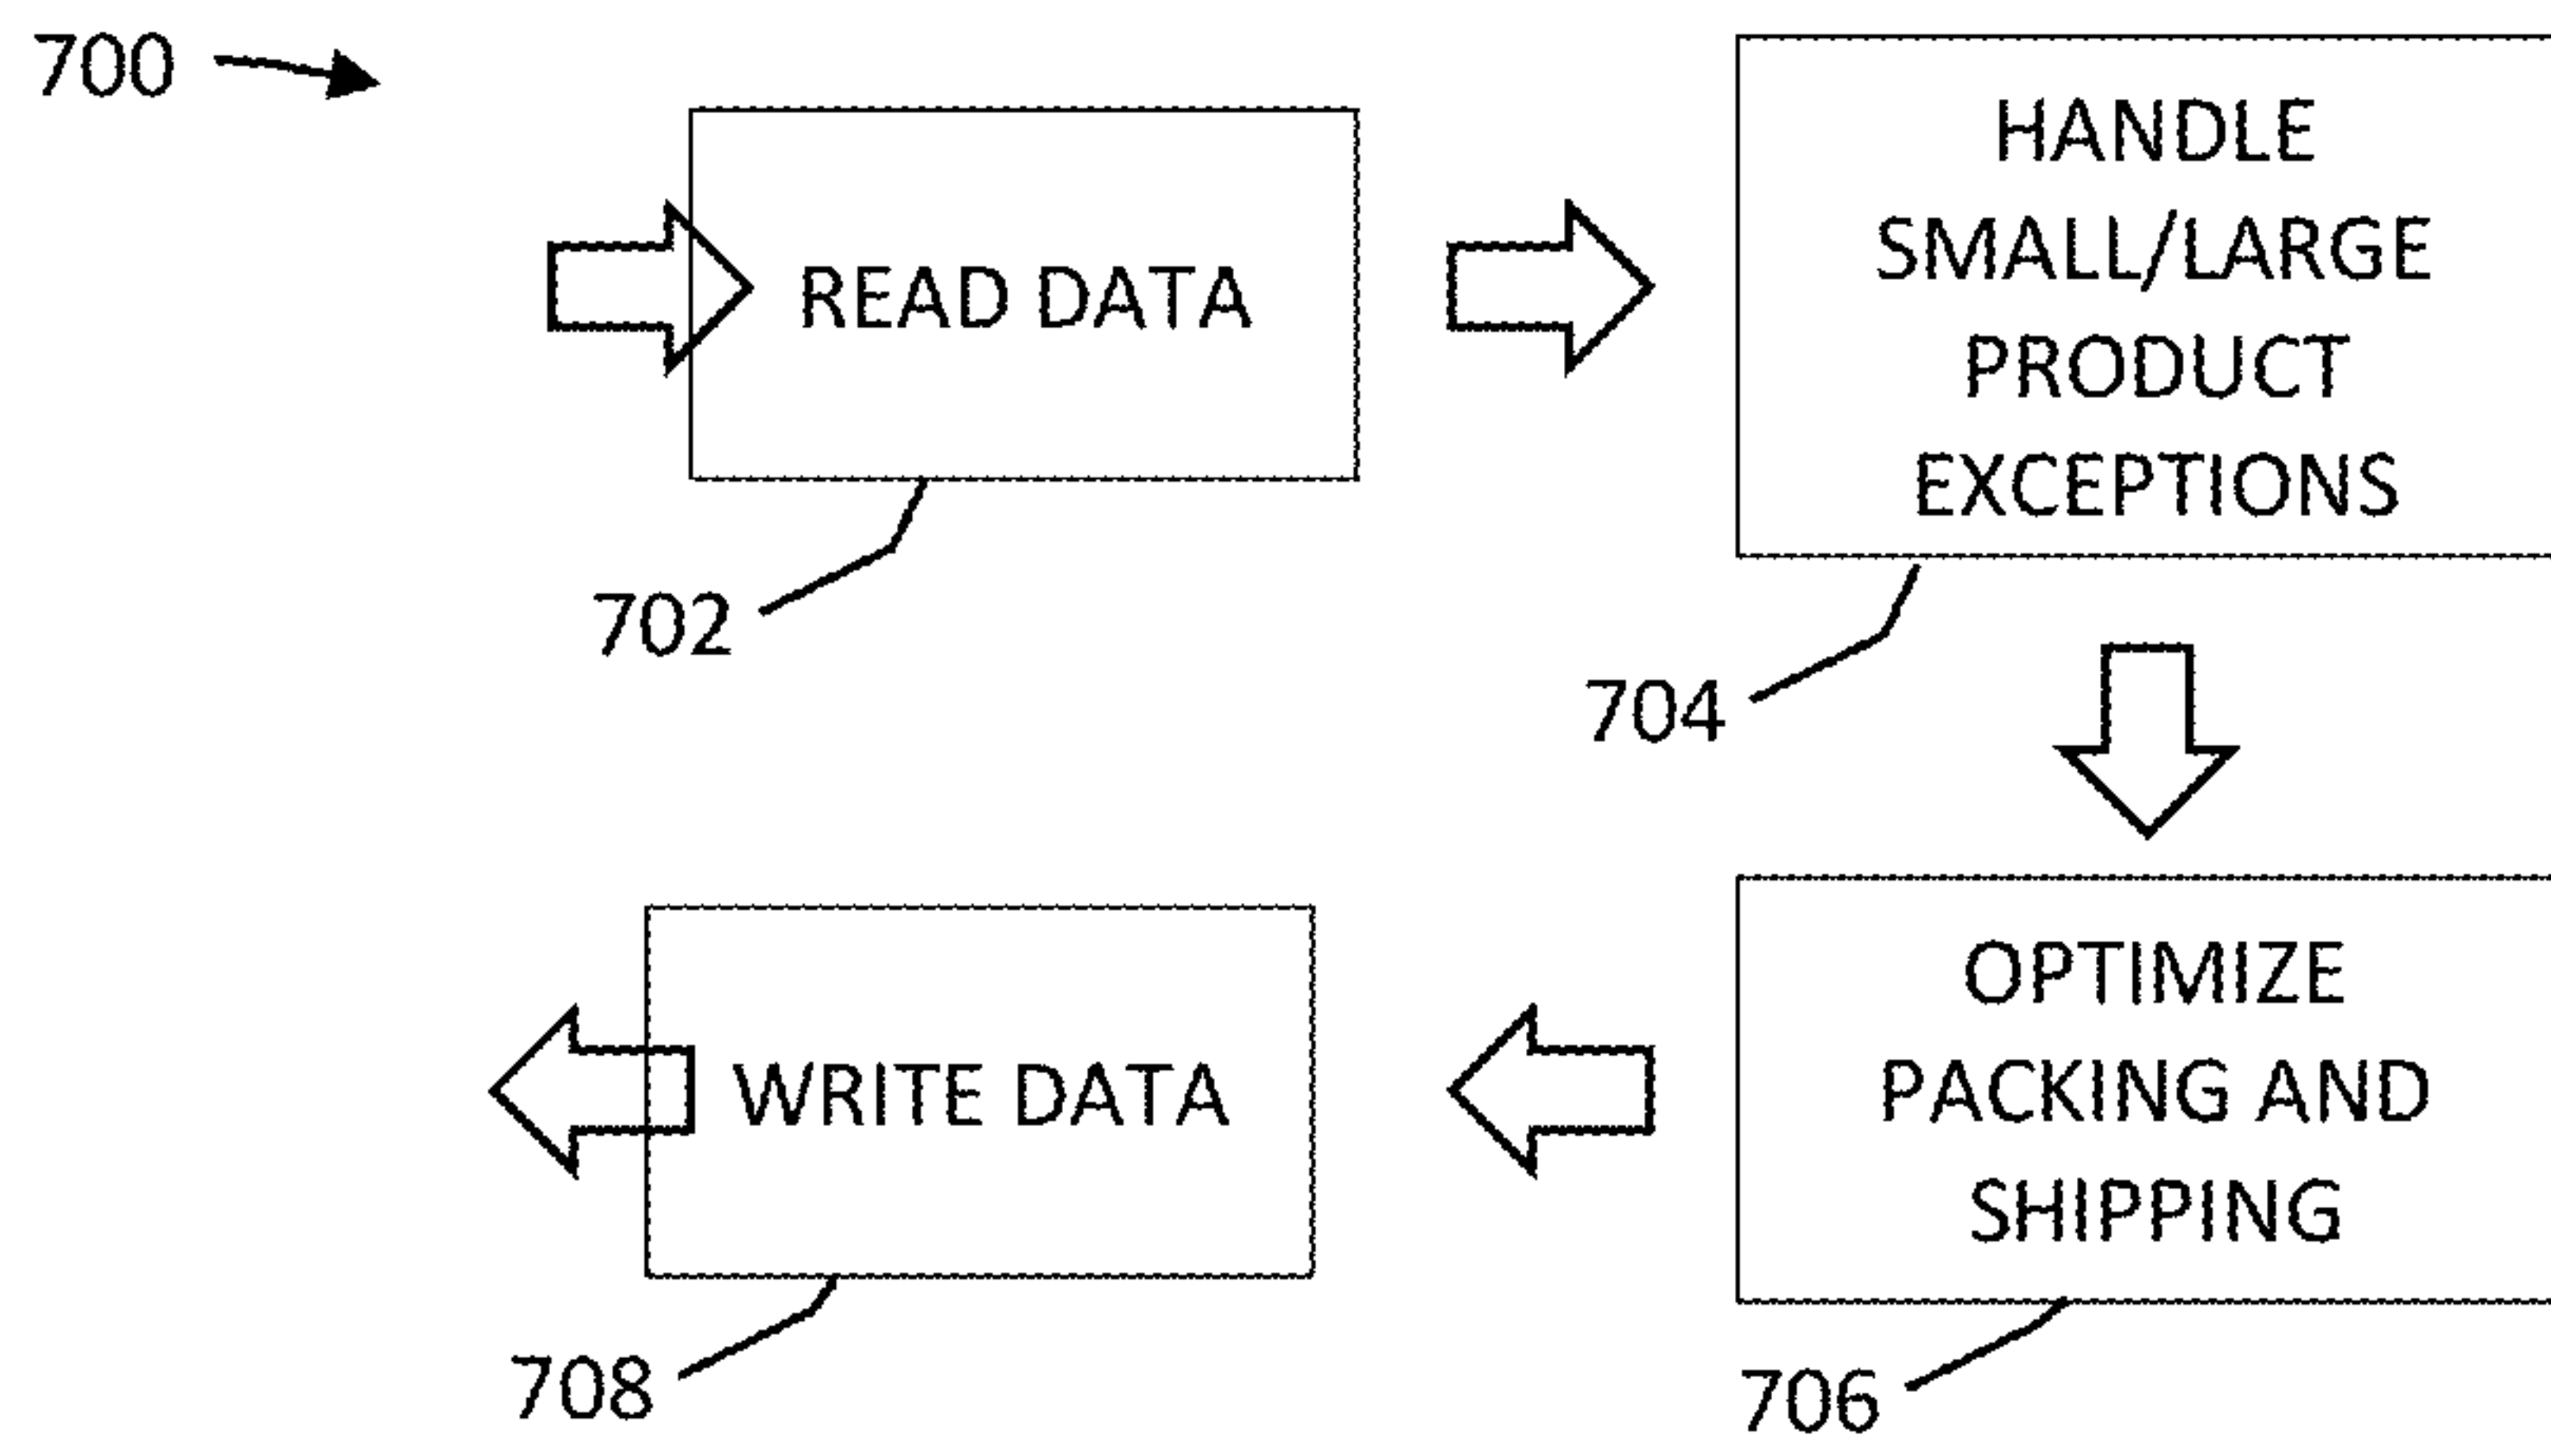 700
READ DATA
702
HANDLE
SMALL/LARGE
PRODUCT
EXCEPTIONS
704
OPTIMIZE
PACKING AND
SHIPPING
706
WRITE DATA
708